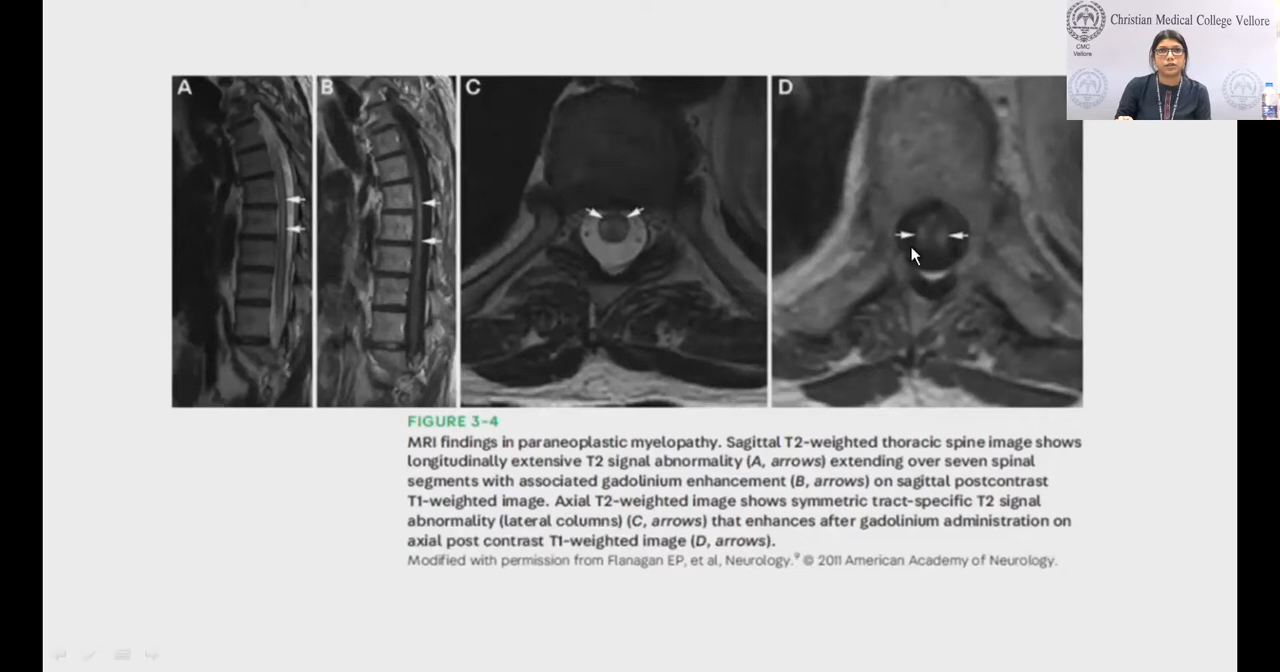 Christian Medical College Vellore
CMC
Vellore
A
B
C
D
FIGURE 3-4
MRI findings in paraneoplastic myelopathy. Sagittal T2-weighted thoracic spine image shows
longitudinally extensive T2 signal abnormality (A, arrows) extending over seven spinal
segments with associated gadolinium enhancement (B, arrows) on sagittal postcontrast
T1-weighted image. Axial T2-weighted image shows symmetric tract-specific T2 signal
abnormality (lateral columns) (C, arrows) that enhances after gadolinium administration on
axial post contrast T1-weighted image (D, arrows).
Modified with permission from Flanagan EP, et al, Neurology.⁹ © 2011 American Academy of Neurology.